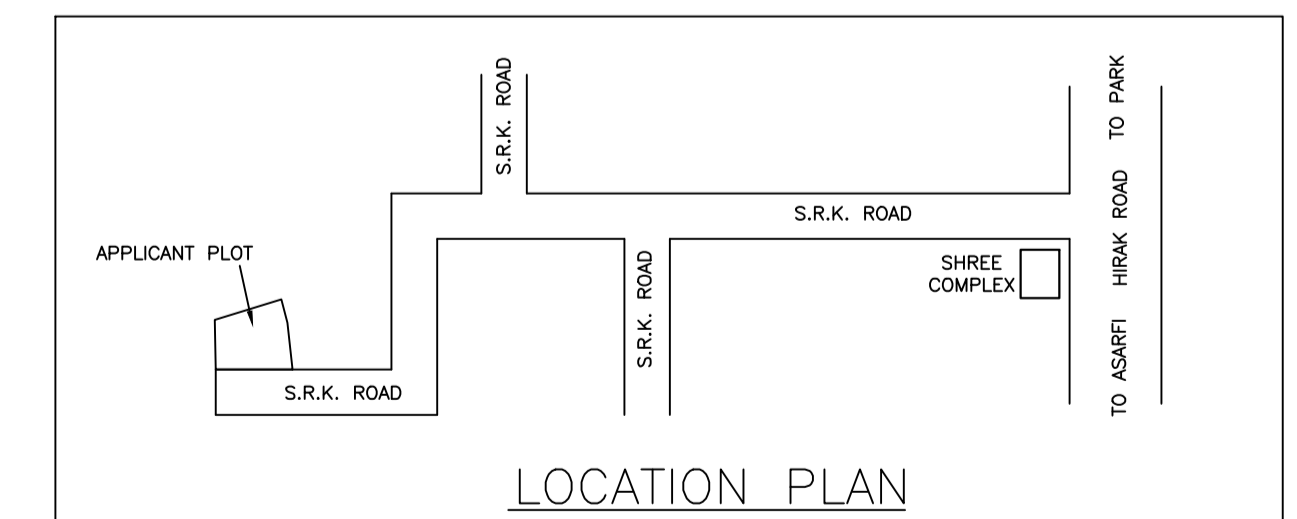 S.R.K. ROAD
TO ASARFI HIRAK ROAD TO PARK
S.R.K. ROAD
APPLICANT PLOT
SHREE
COMPLEX
S.R.K. ROAD
S.R.K. ROAD
LOCATION PLAN